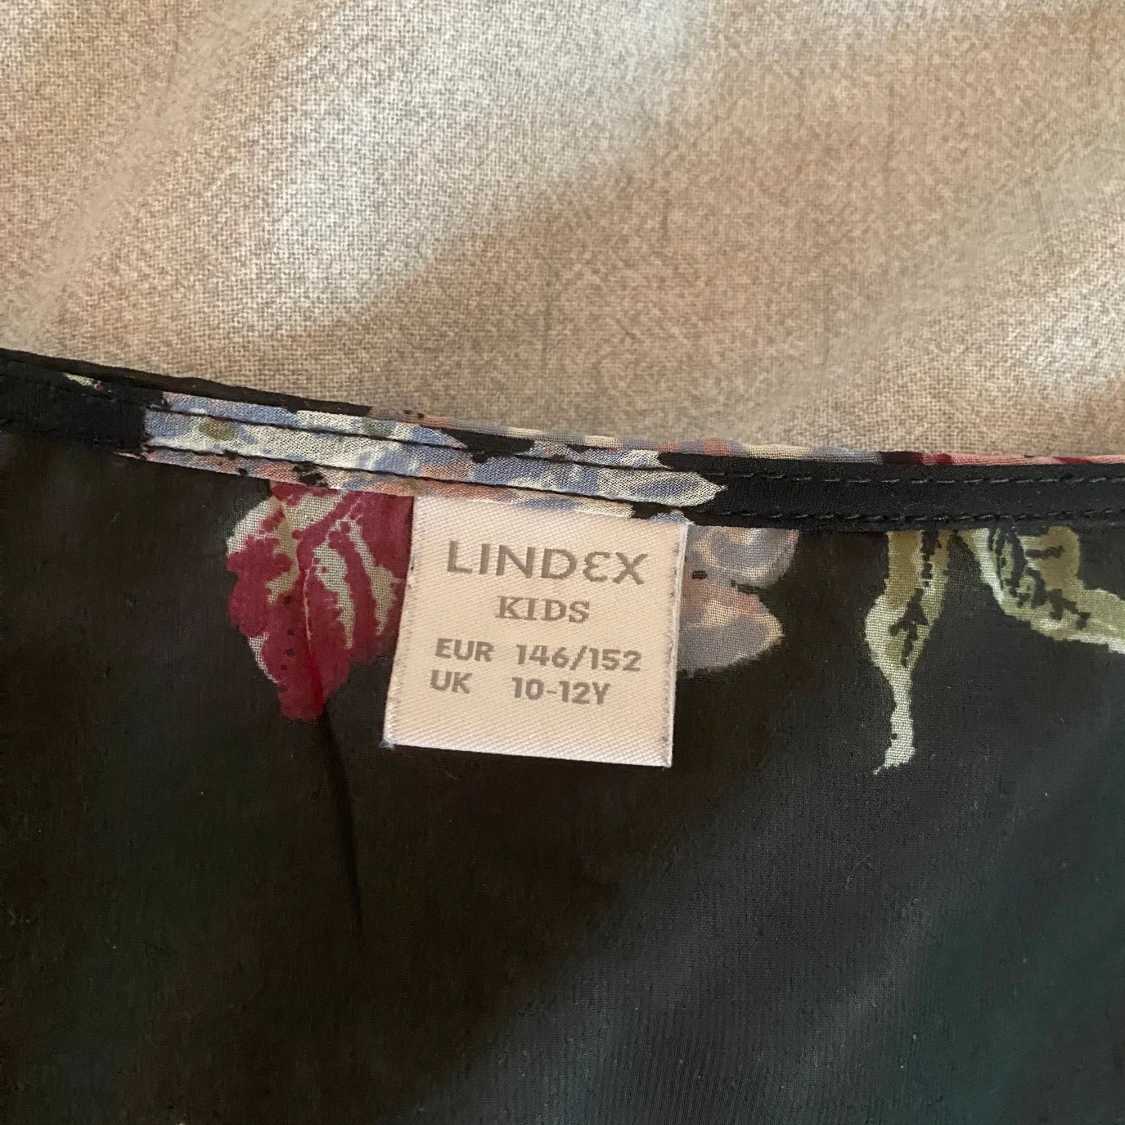 LINDEX
KIDS
EUR 146/152
UK 10-12Y